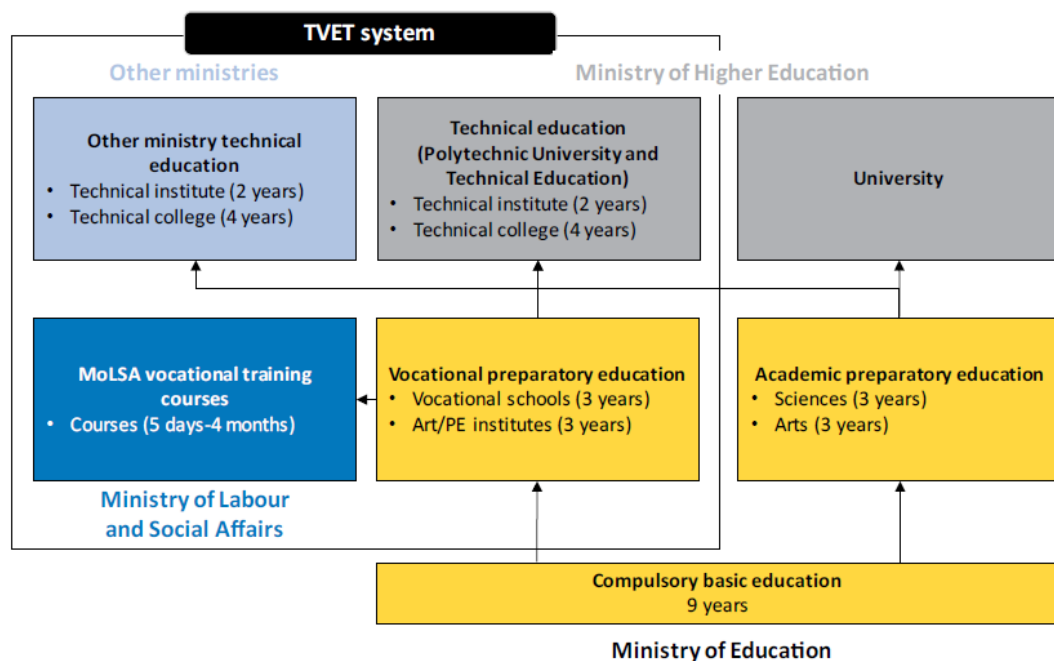 TVET system
Other ministries
Ministry of Higher Education
Other ministry technical
education
• Technical institute (2 years)
• Technical college (4 years)
Technical education
(Polytechnic University and
Technical Education)
• Technical institute (2 years)
• Technical college (4 years)
University
MoLSA vocational training
courses
• Courses (5 days-4 months)
Vocational preparatory education
• Vocational schools (3 years)
• Art/PE institutes (3 years)
Academic preparatory education
• Sciences (3 years)
• Arts (3 years)
Ministry of Labour
and Social Affairs
Compulsory basic education
9 years
Ministry of Education